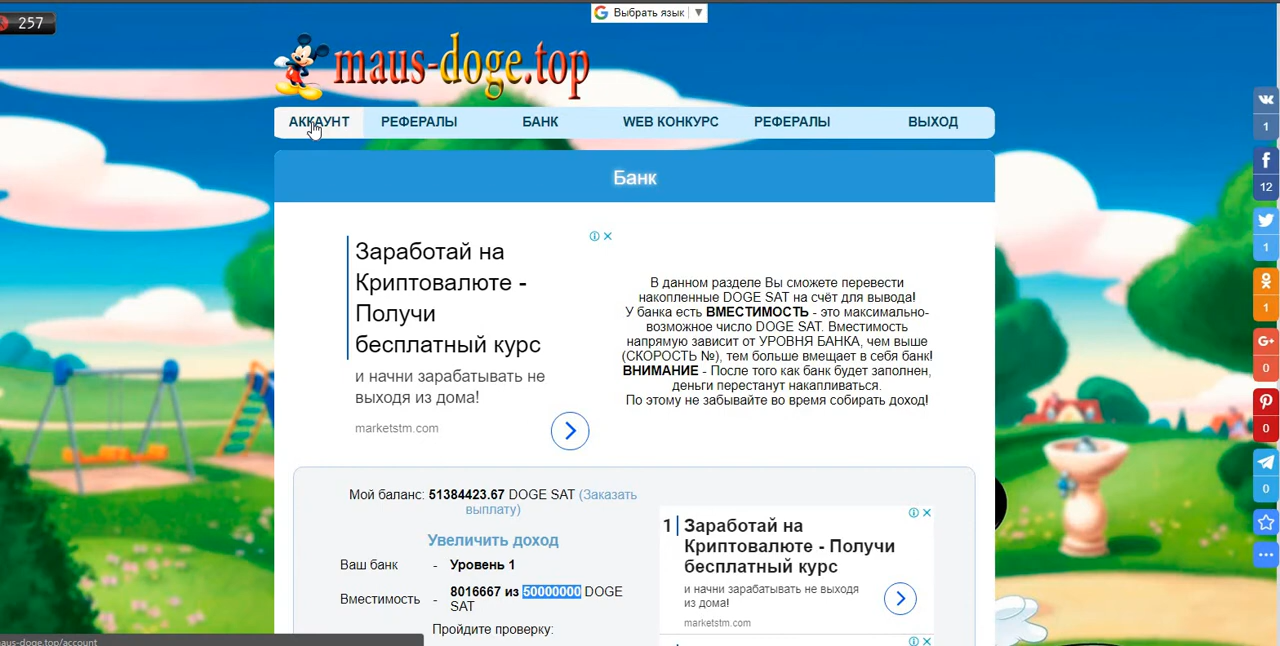 257
Выбрать язык
maus-doge.top
АККАУНТ РЕФЕРАЛЫ БАНК WEB КОНКУРС РЕФЕРАЛЫ ВЫХОД
Банк
Заработай на
Криптовалюте -
Получи
бесплатный курс
и начни зарабатывать не
выходя из дома!
marketstm.com
В данном разделе Вы сможете перевести
накопленные DOGE SAT на счёт для вывода!
У банка есть ВМЕСТИМОСТЬ - это максимально-
возможное число DOGE SAT. Вместимость
напрямую зависит от УРОВНЯ БАНКА, чем выше
(СКОРОСТЬ №), тем больше вмещает в себя банк!
ВНИМАНИЕ - После того как банк будет заполнен,
деньги перестанут накапливаться.
По этому не забывайте во время собирать доход!
Мой баланс: 51384423.67 DOGE SAT (Заказать
выплату)
Увеличить доход
Ваш банк - Уровень 1
Вместимость - 8016667 из 50000000 DOGE
SAT
Пройдите проверку:
1 Заработай на
Криптовалюте - Получи
бесплатный курс
и начни зарабатывать не выходя
из дома!
marketstm.com
1
12
1
1
0
0
0
aus-doge.top/account